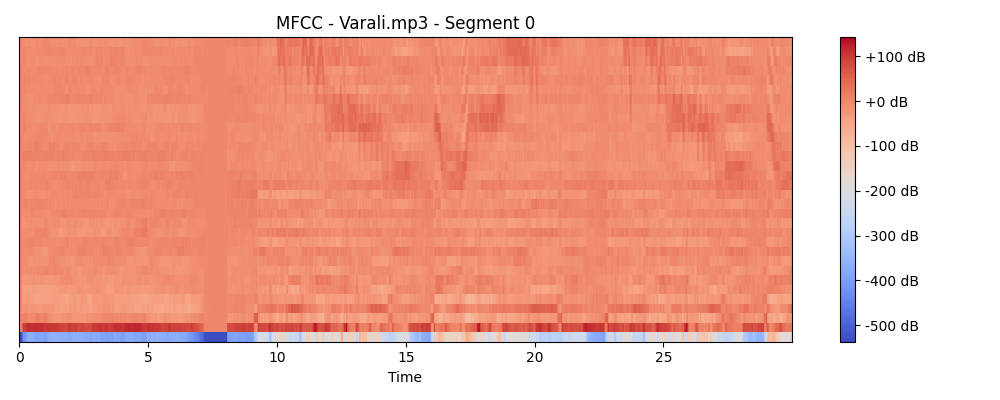 MFCC - Varali.mp3 - Segment 0
+100 dB
+0 dB
-100 dB
-200 dB
-300 dB
-400 dB
-500 dB
0 5 10 15 20 25
Time